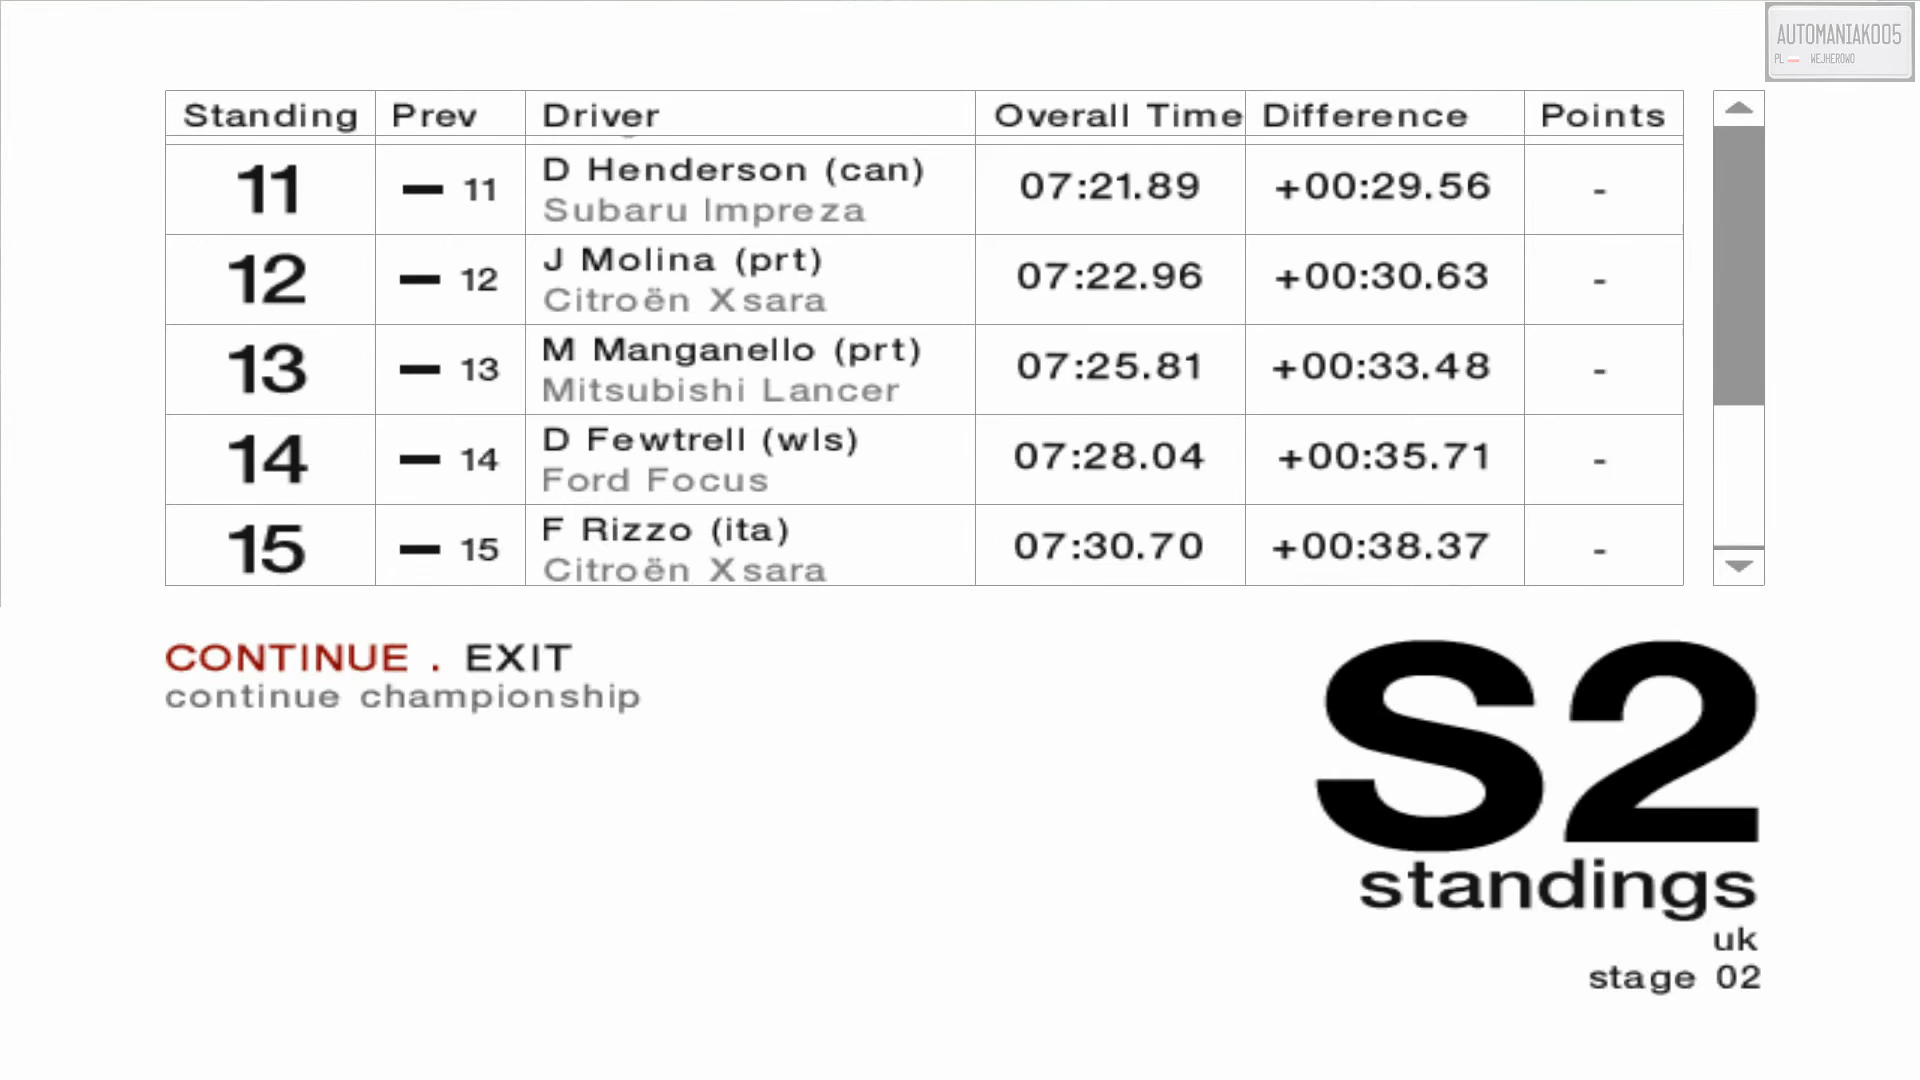 AUTOMANIAK005
PL WEJHEROWO
Standing Prev Driver Overall Time Difference Points
11 – 11 D Henderson (can) 07:21.89 +00:29.56 -
Subaru Impreza
12 – 12 J Molina (prt) 07:22.96 +00:30.63 -
Citroën Xsara
13 – 13 M Manganello (prt) 07:25.81 +00:33.48 -
Mitsubishi Lancer
14 – 14 D Fewtrell (wls) 07:28.04 +00:35.71 -
Ford Focus
15 – 15 F Rizzo (ita) 07:30.70 +00:38.37 -
Citroën Xsara
CONTINUE . EXIT
continue championship
S2
standings
uk
stage 02